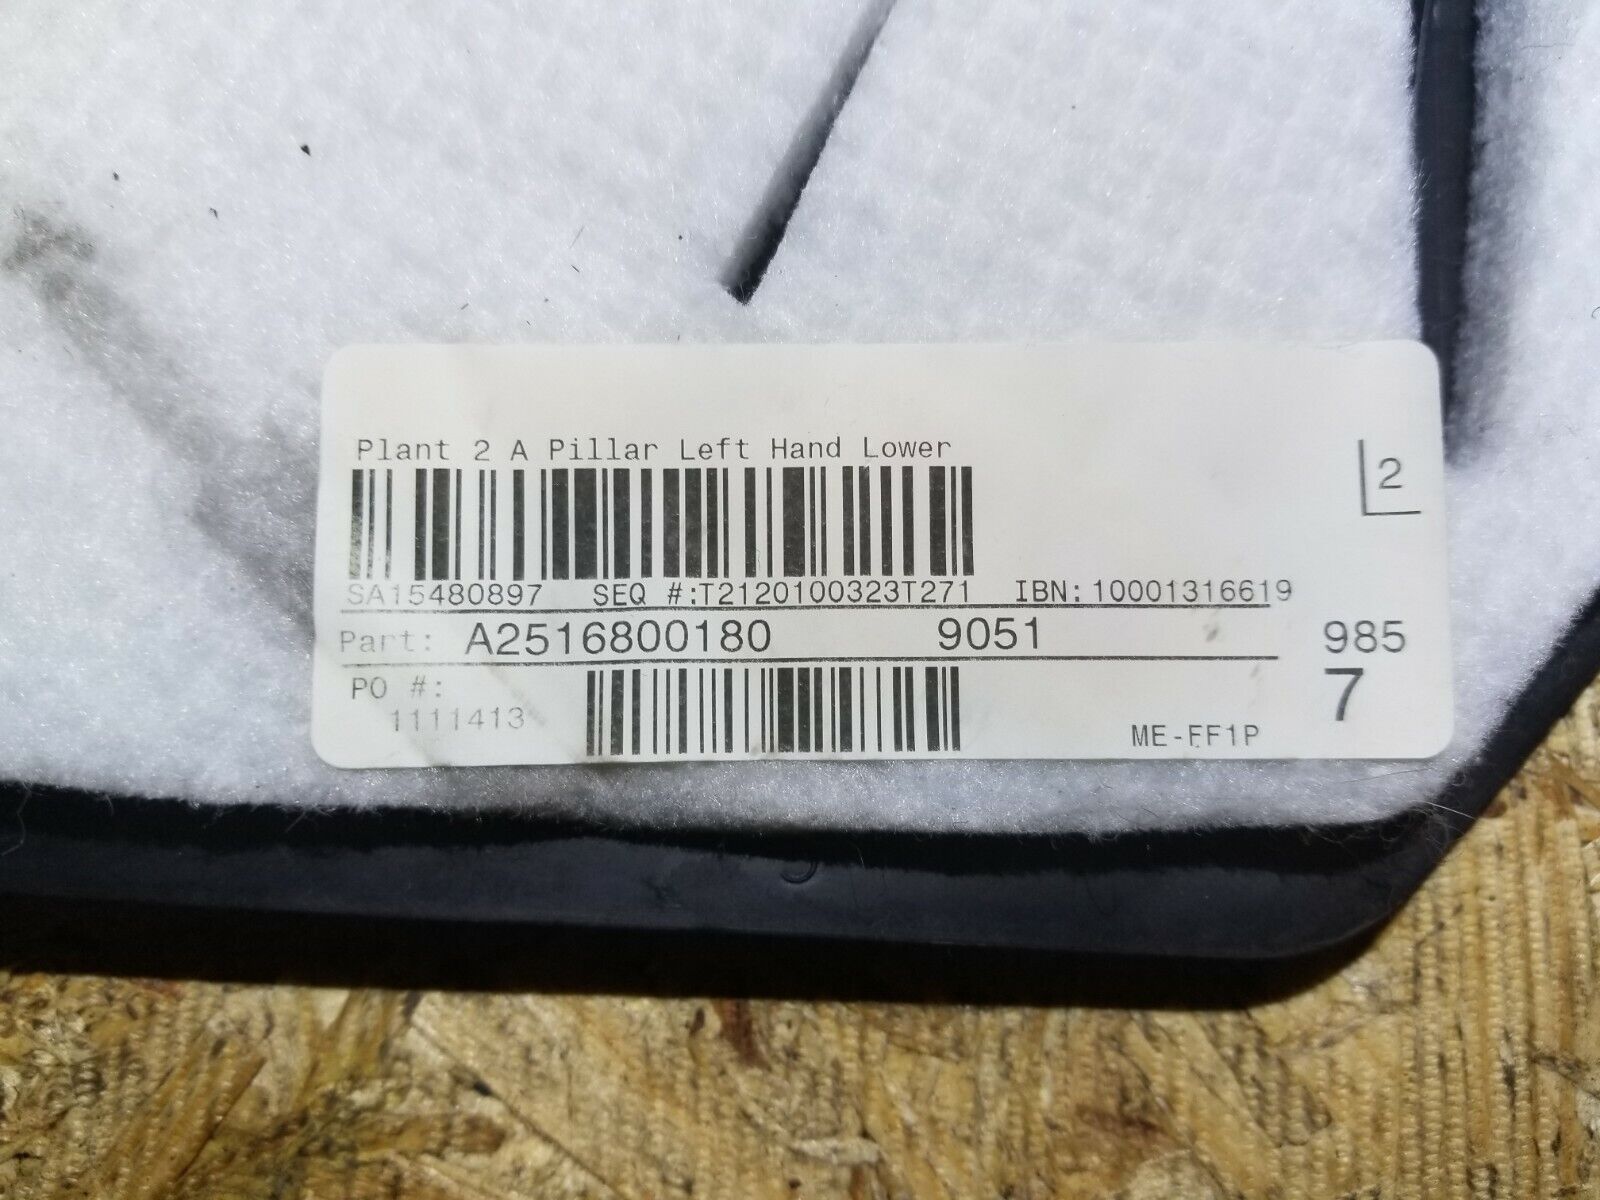 Plant 2 A Pillar Left Hand Lower
2
SA15480897 SEQ #:T2120100323T271 IBN:10001316619
Part: A2516800180 9051 985
PO #: 7
1111413 ME-FF1P